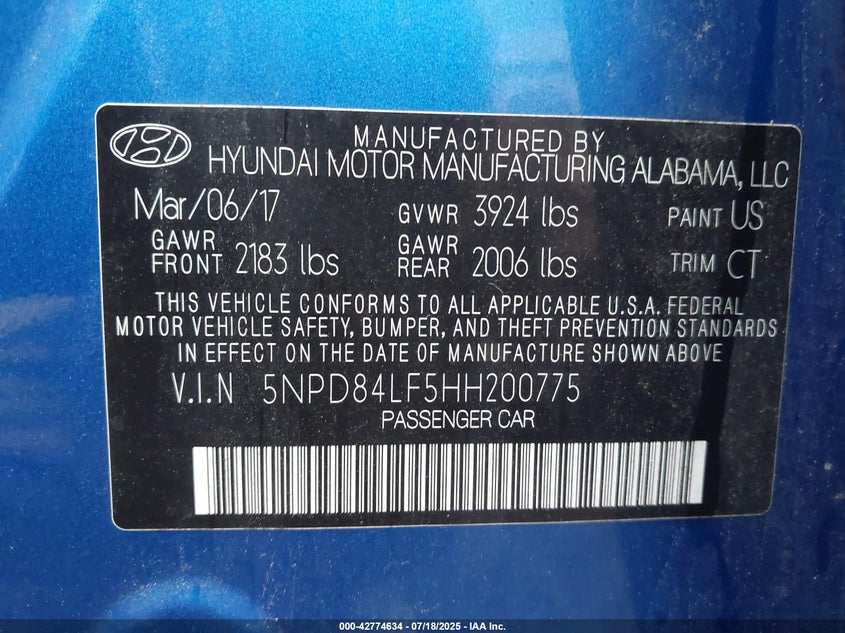 MANUFACTURED BY
HYUNDAI MOTOR MANUFACTURING ALABAMA, LLC
Mar/06/17 GVWR 3924 lbs PAINT US
GAWR FRONT 2183 lbs GAWR REAR 2006 lbs TRIM CT
THIS VEHICLE CONFORMS TO ALL APPLICABLE U.S.A. FEDERAL
MOTOR VEHICLE SAFETY, BUMPER, AND THEFT PREVENTION STANDARDS
IN EFFECT ON THE DATE OF MANUFACTURE SHOWN ABOVE
V.I.N 5NPD84LF5HH200775
PASSENGER CAR
000-42774634 - 07/18/2025 - IAA Inc.